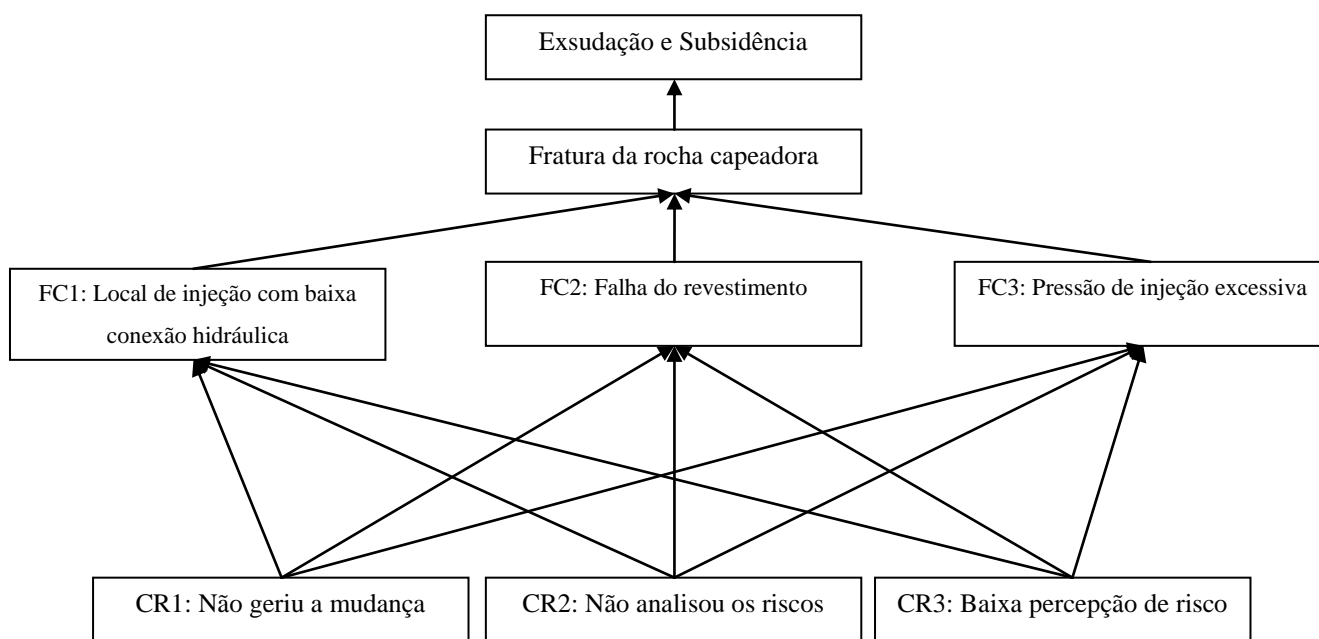 Exsudação e Subsidência
Fratura da rocha capeadora
FC1: Local de injeção com baixa
conexão hidráulica
FC2: Falha do revestimento
FC3: Pressão de injeção excessiva
CR1: Não geriu a mudança
CR2: Não analisou os riscos
CR3: Baixa percepção de risco